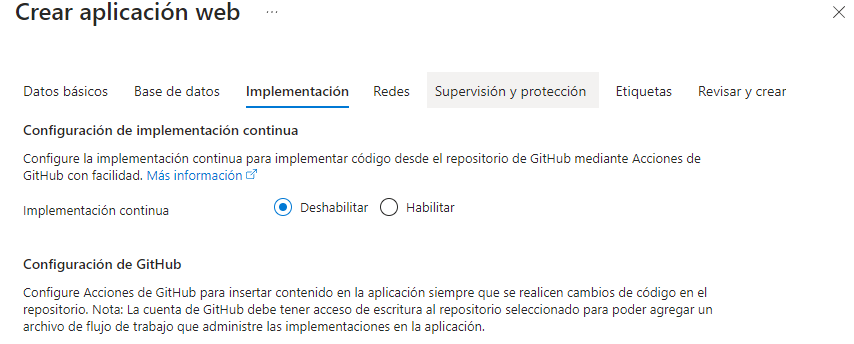 Crear aplicación web ...
Datos básicos Base de datos Implementación Redes Supervisión y protección Etiquetas Revisar y crear
Configuración de implementación continua
Configure la implementación continua para implementar código desde el repositorio de GitHub mediante Acciones de
GitHub con facilidad. Más información
Implementación continua Deshabilitar Habilitar
Configuración de GitHub
Configure Acciones de GitHub para insertar contenido en la aplicación siempre que se realicen cambios de código en el
repositorio. Nota: La cuenta de GitHub debe tener acceso de escritura al repositorio seleccionado para poder agregar un
archivo de flujo de trabajo que administre las implementaciones en la aplicación.